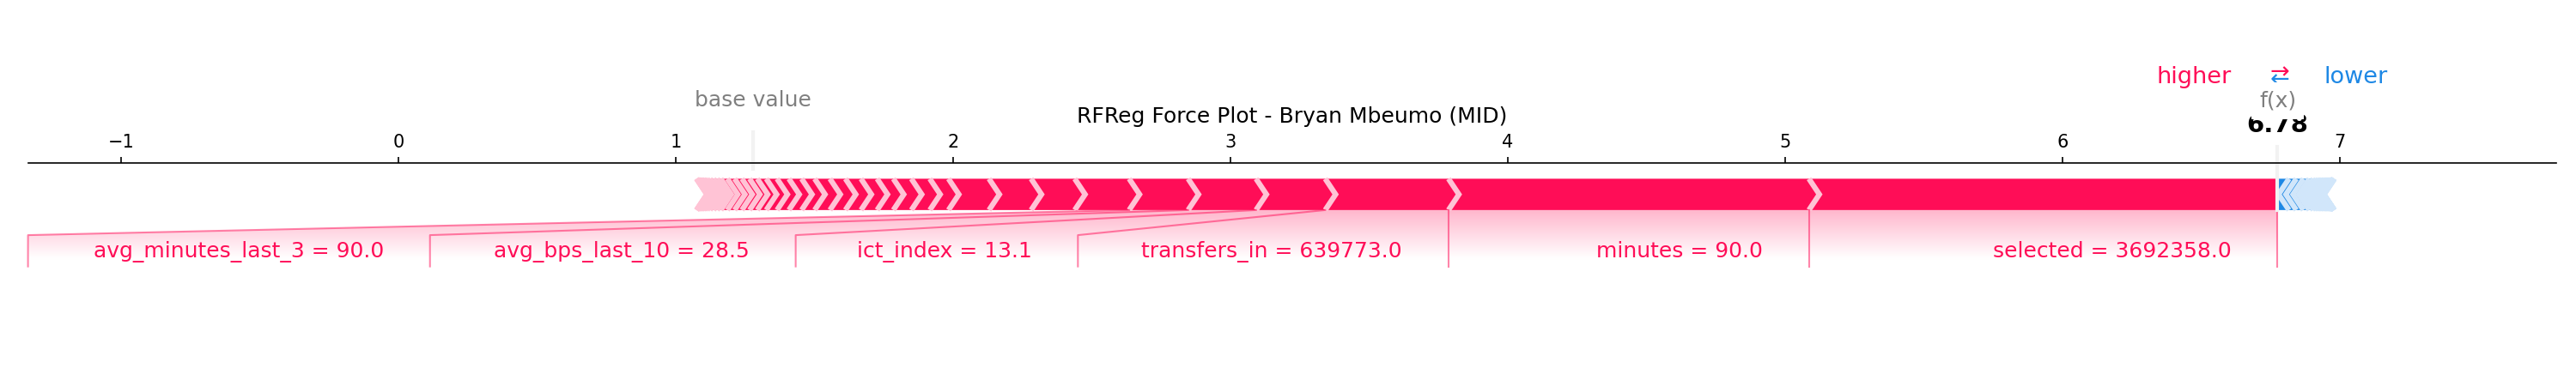 higher ⇄ lower
base value
f(x)
RFReg Force Plot - Bryan Mbeumo (MID)
6.78
−1 0 1 2 3 4 5 6 7
avg_minutes_last_3 = 90.0 avg_bps_last_10 = 28.5 ict_index = 13.1 transfers_in = 639773.0 minutes = 90.0 selected = 3692358.0